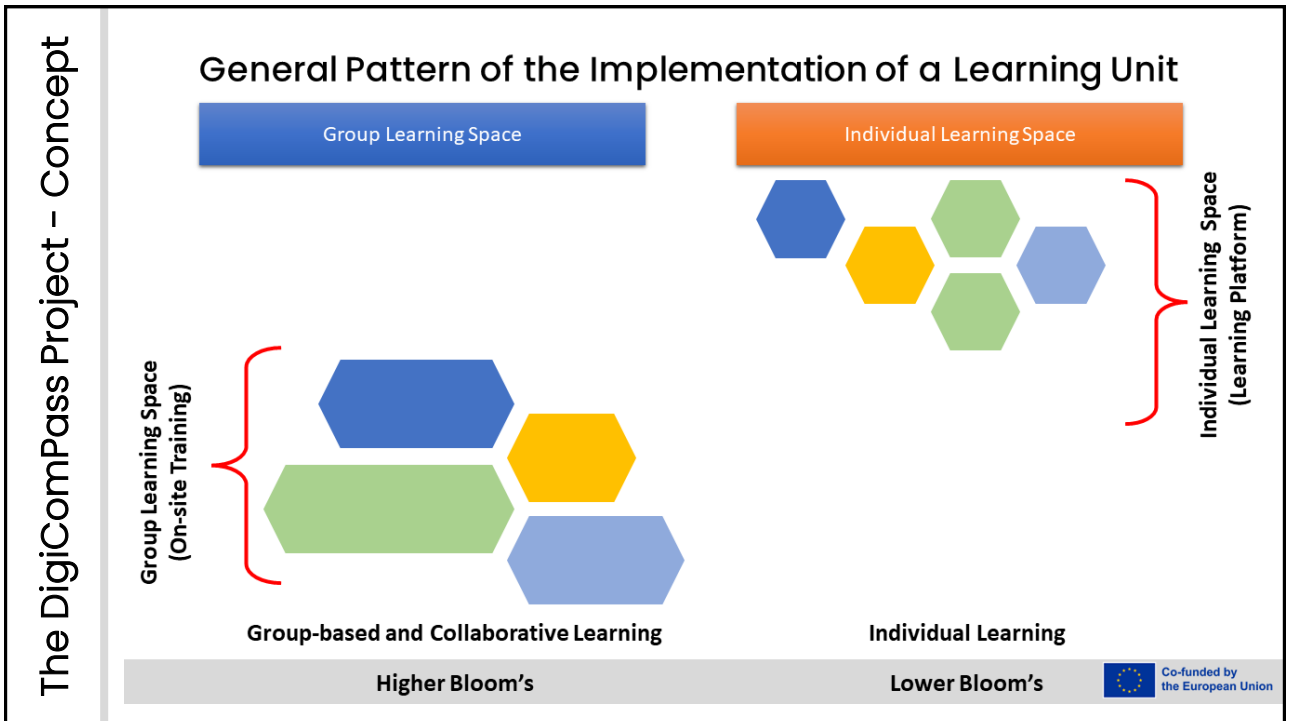 The DigiComPass Project - Concept
General Pattern of the Implementation of a Learning Unit
Group Learning Space
Individual Learning Space
Group Learning Space
(On-site Training)
Individual Learning Space
(Learning Platform)
Group-based and Collaborative Learning
Individual Learning
Higher Bloom's
Lower Bloom's
Co-funded by
the European Union